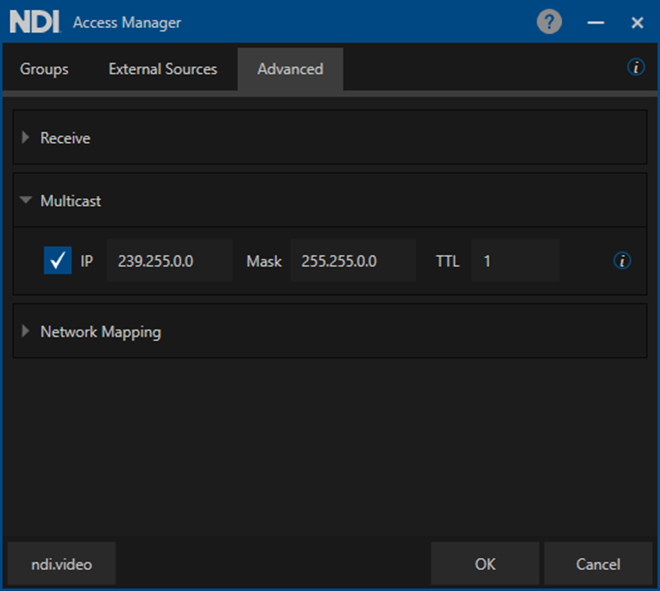 NDI Access Manager ?
Groups External Sources Advanced i
Receive
Multicast
IP 239.255.0.0 Mask 255.255.0.0 TTL 1 i
Network Mapping
ndi.video OK Cancel